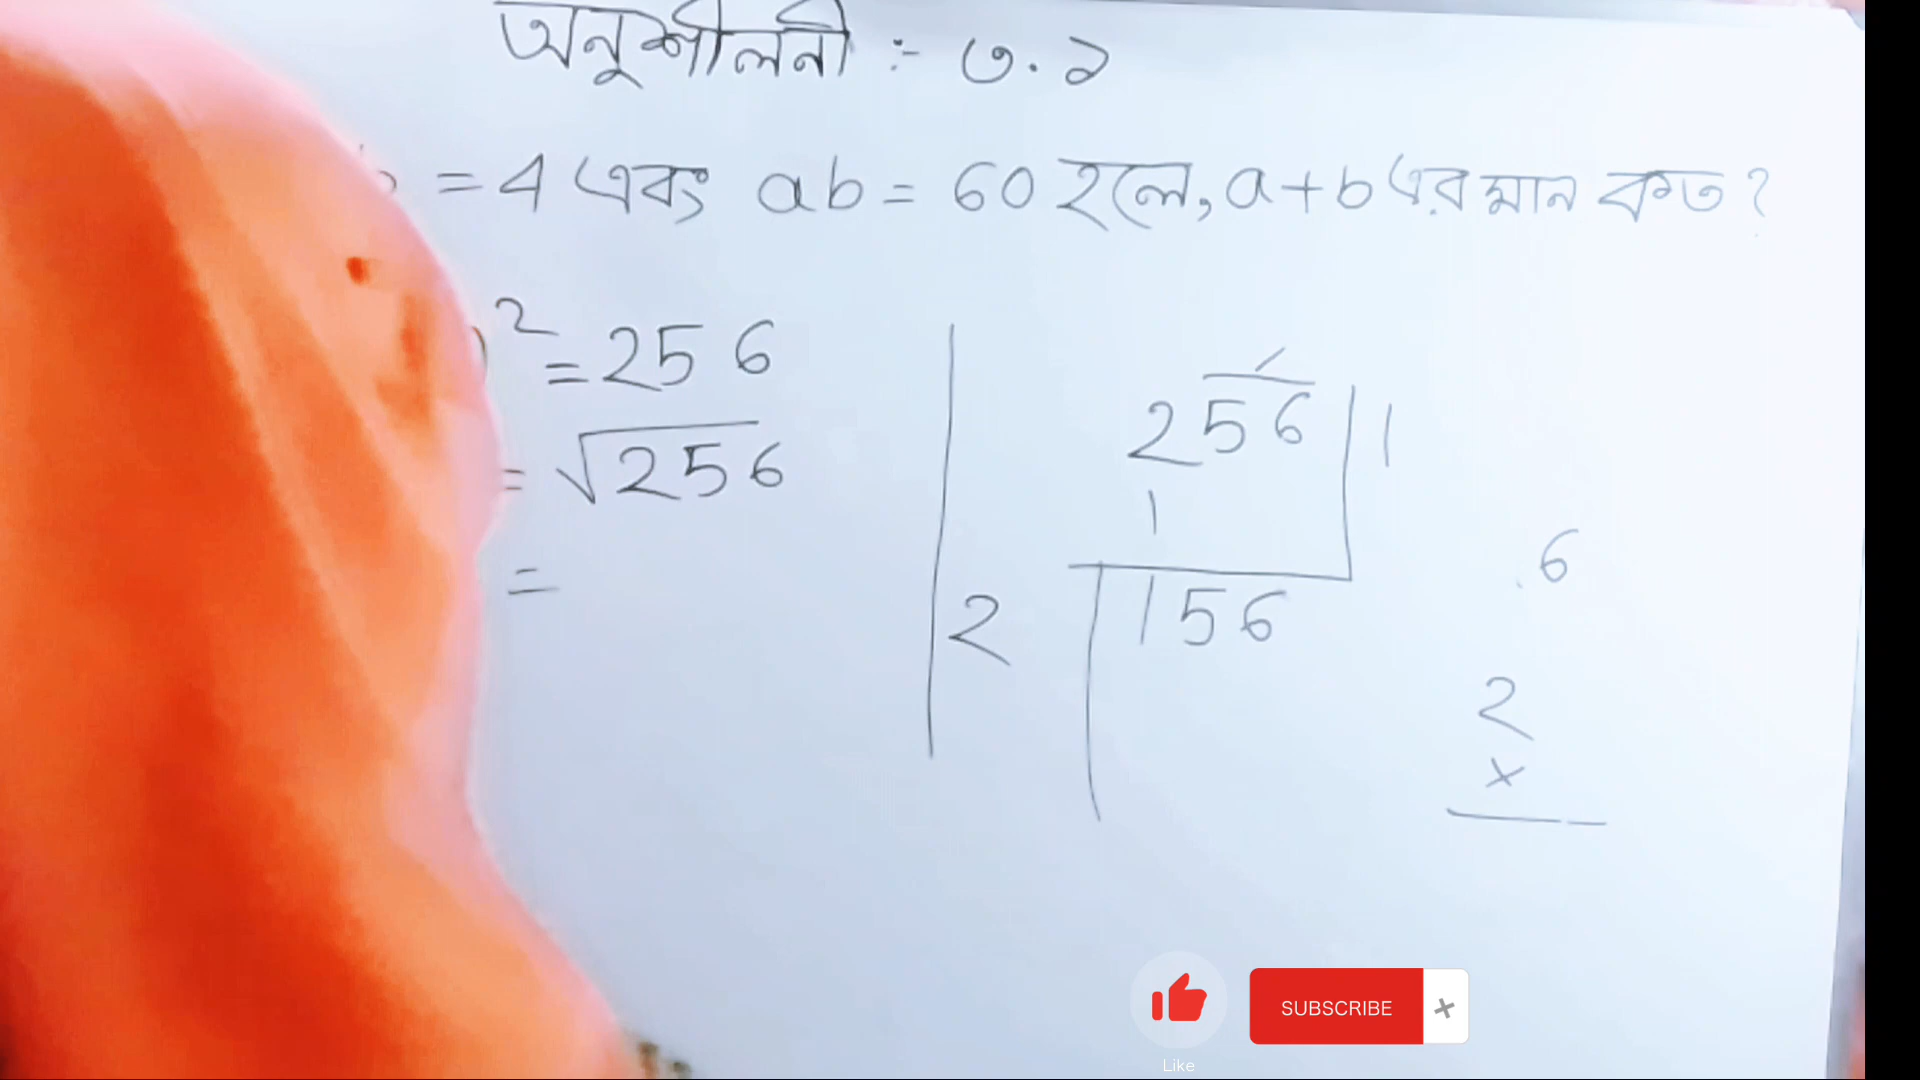 অনুশীলনী :- ৩.১
= 4 এবং ab = 60 হলে, a+b এর মান কত?
)² = 256
= √256
=
256 | 1
1
2 | 156
6
2
×
Like
SUBSCRIBE